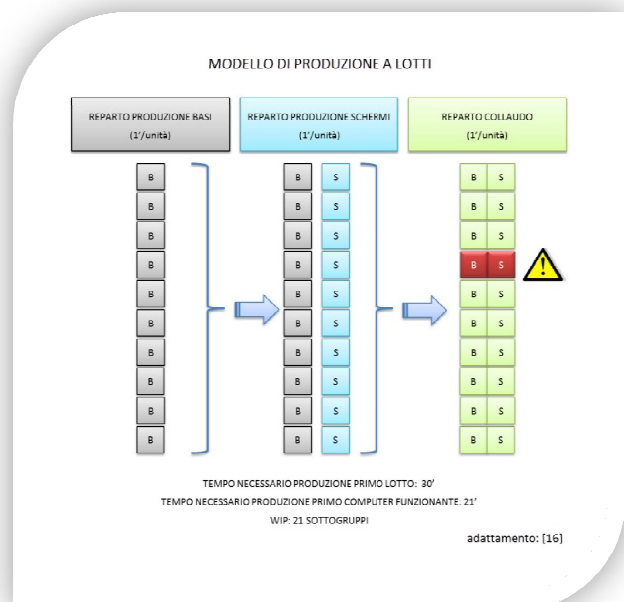 MODELLO DI PRODUZIONE A LOTTI
REPARTO PRODUZIONE BASI
(1'/unità)
REPARTO PRODUZIONE SCHERMI
(1'/unità)
REPARTO COLLAUDO
(1'/unità)
B B S B S
B B S B S
B B S B S
B B S B S !
B B S B S
B B S B S
B B S B S
B B S B S
B B S B S
B B S B S
TEMPO NECESSARIO PRODUZIONE PRIMO LOTTO: 30'
TEMPO NECESSARIO PRODUZIONE PRIMO COMPUTER FUNZIONANTE. 21'
WIP: 21 SOTTOGRUPPI
adattamento: [16]